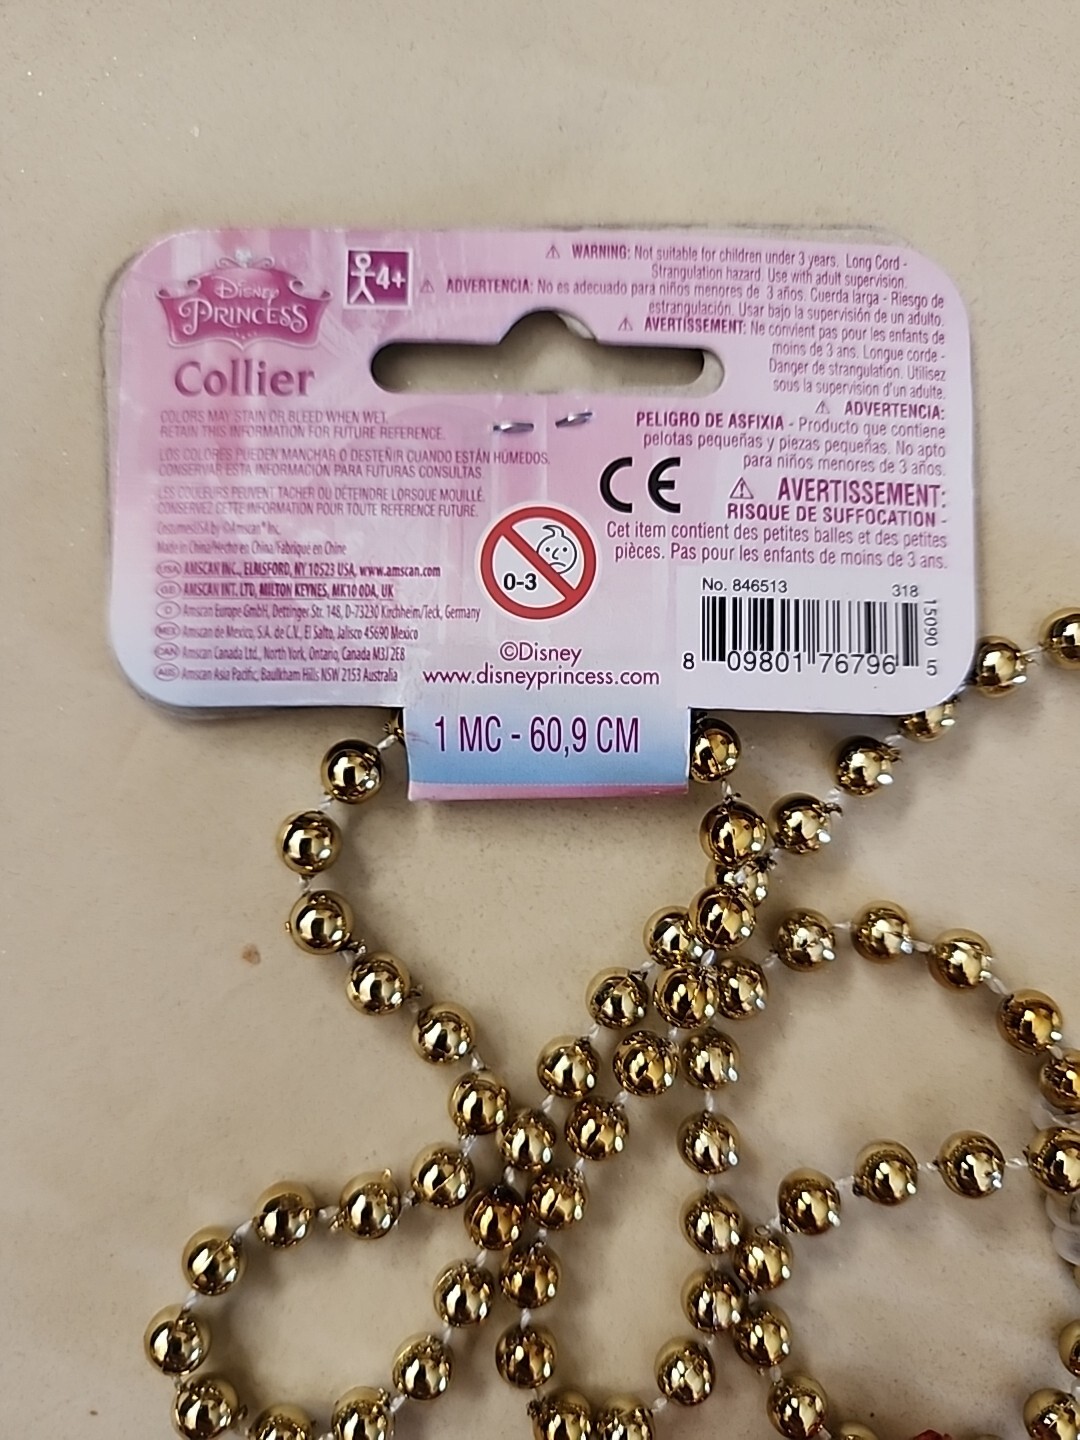 DISNEY
PRINCESS
Collier
4+
⚠ WARNING: Not suitable for children under 3 years. Long Cord -
Strangulation hazard. Use with adult supervision.
⚠ ADVERTENCIA: No es adecuado para niños menores de 3 años. Cuerda larga - Riesgo de
estrangulación. Usar bajo la supervisión de un adulto.
⚠ AVERTISSEMENT: Ne convient pas pour les enfants de
moins de 3 ans. Longue corde -
Danger de strangulation. Utilisez
sous la supervision d'un adulte.
⚠ ADVERTENCIA:
PELIGRO DE ASFIXIA - Producto que contiene
pelotas pequeñas y piezas pequeñas. No apto
para niños menores de 3 años.
⚠ AVERTISSEMENT:
RISQUE DE SUFFOCATION -
Cet item contient des petites balles et des petites
pièces. Pas pour les enfants de moins de 3 ans.
COLORS MAY STAIN OR BLEED WHEN WET.
RETAIN THIS INFORMATION FOR FUTURE REFERENCE.
LOS COLORES PUEDEN MANCHAR O DESTEÑIR CUANDO ESTÁN HÚMEDOS.
CONSERVAR ESTA INFORMACIÓN PARA FUTURAS CONSULTAS.
LES COULEURS PEUVENT TACHER OU DÉTEINDRE LORSQUE MOUILLÉ.
CONSERVEZ CETTE INFORMATION POUR TOUTE REFERENCE FUTURE.
Costumes USA by ©Amscan® Inc.
Made in China/Hecho en China/Fabriqué en Chine
USA AMSCAN INC., ELMSFORD, NY 10523 USA, www.amscan.com
GB AMSCAN INT. LTD, MILTON KEYNES, MK10 0DA, UK
D Amscan Europe GmbH, Dettinger Str. 148, D-73230 Kirchheim/Teck, Germany
MEX Amscan de Mexico, S.A. de C.V., El Salto, Jalisco 45690 Mexico
CAN Amscan Canada Ltd., North York, Ontario, Canada M3J 2E8
AUS Amscan Asia Pacific, Baulkham Hills NSW 2153 Australia
CE
0-3
©Disney
www.disneyprincess.com
No. 846513 318
15090
8 09801 76796 5
1 MC - 60,9 CM